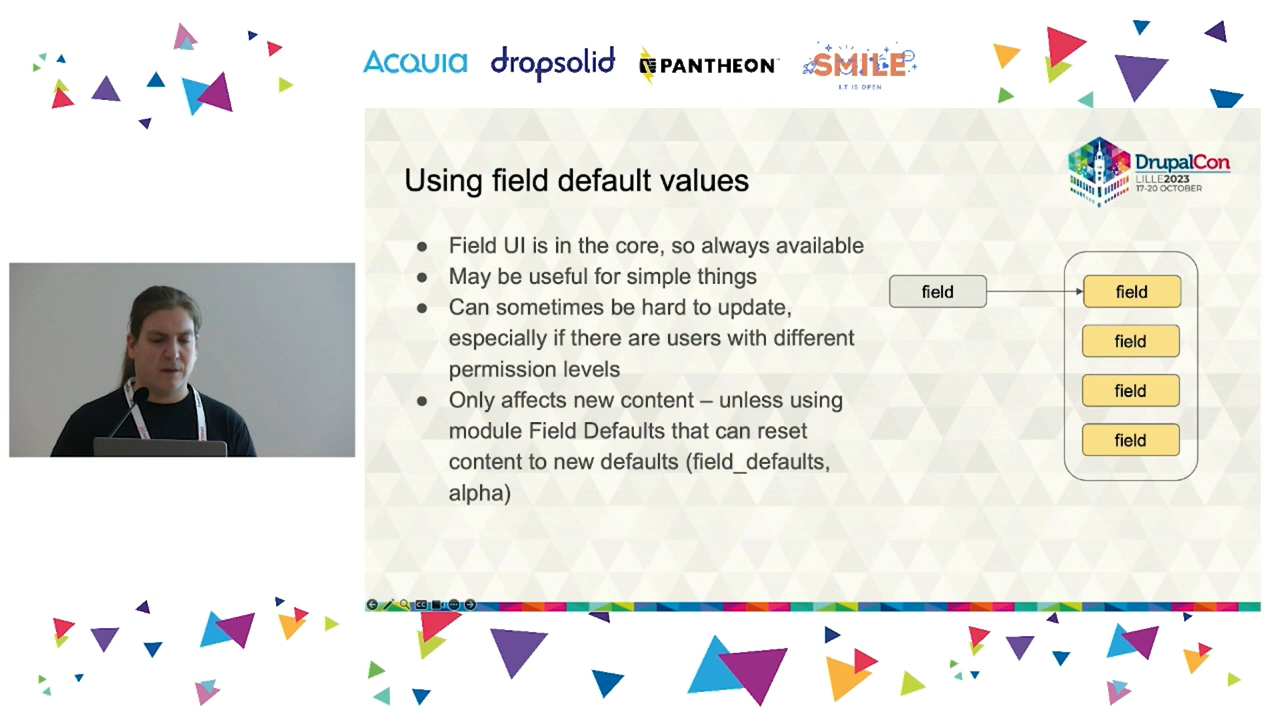 ACQUIA
dropsolid
PANTHEON
SMILE
I.T IS OPEN
DrupalCon
LILLE2023
17-20 OCTOBER
Using field default values
● Field UI is in the core, so always available
● May be useful for simple things
● Can sometimes be hard to update,
especially if there are users with different
permission levels
● Only affects new content – unless using
module Field Defaults that can reset
content to new defaults (field_defaults,
alpha)
field
field
field
field
field